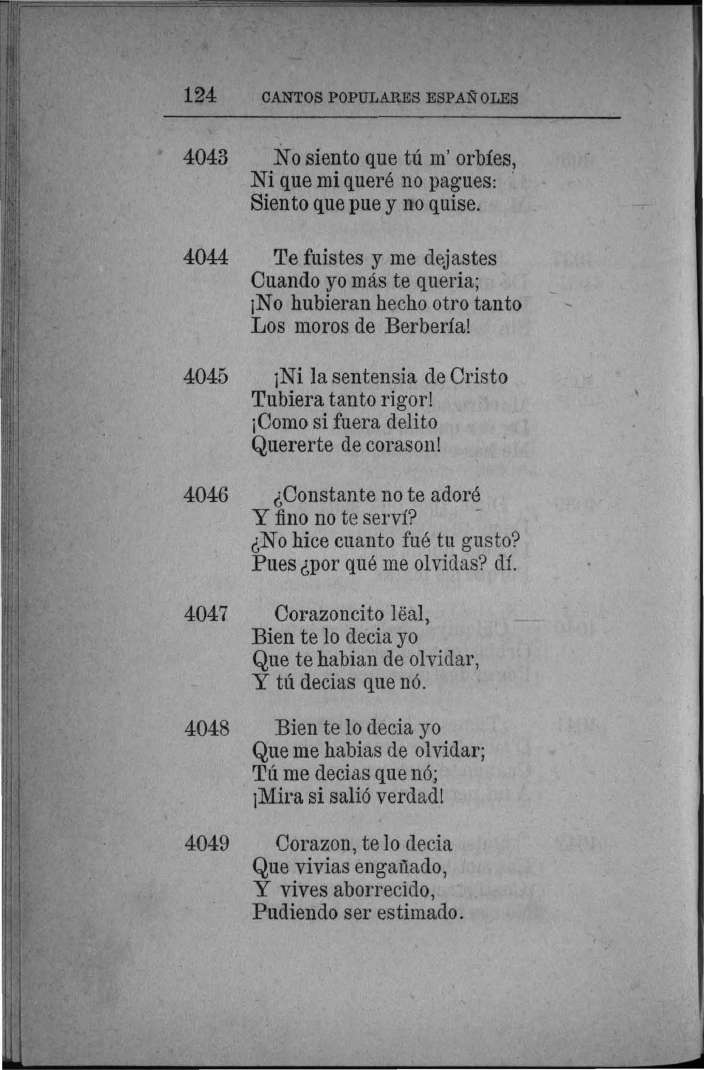 124 CANTOS POPULARES ESPAÑOLES
4043 No siento que tú m' orbíes,
Ni que mi queré no pagues:
Siento que pue y no quise.
4044 Te fuistes y me dejastes
Cuando yo más te queria;
¡No hubieran hecho otro tanto
Los moros de Berbería!
4045 ¡Ni la sentensia de Cristo
Tubiera tanto rigor!
¡Como si fuera delito
Quererte de corason!
4046 ¿Constante no te adoré
Y fino no te serví?
¿No hice cuanto fué tu gusto?
Pues ¿por qué me olvidas? dí.
4047 Corazoncito lëal,
Bien te lo decia yo
Que te habian de olvidar,
Y tú decias que nó.
4048 Bien te lo decia yo
Que me habias de olvidar;
Tú me decias que nó;
¡Mira si salió verdad!
4049 Corazon, te lo decia
Que vivias engañado,
Y vives aborrecido,
Pudiendo ser estimado.